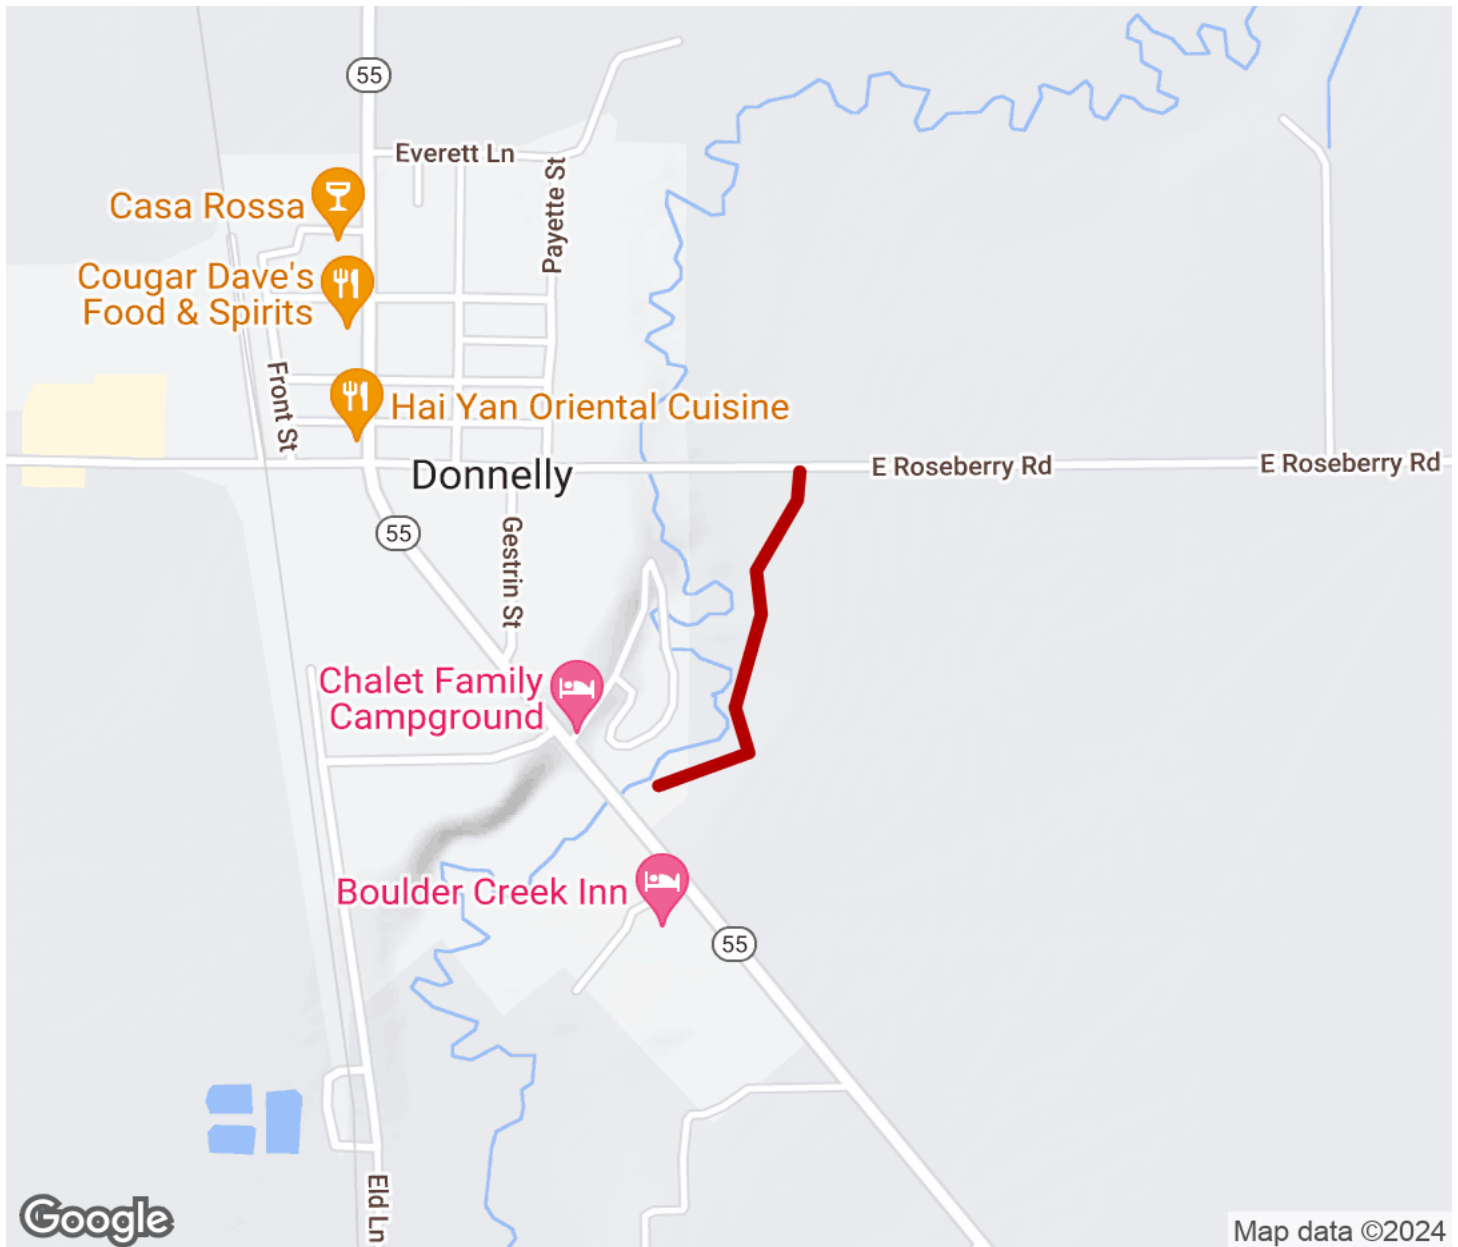 55
Everett Ln
Payette St
Casa Rossa
Cougar Dave's
Food & Spirits
Front St
Hai Yan Oriental Cuisine
Donnelly
E Roseberry Rd
E Roseberry Rd
55
Gestrin St
Chalet Family
Campground
Boulder Creek Inn
55
Eld Ln
Google
Map data ©2024